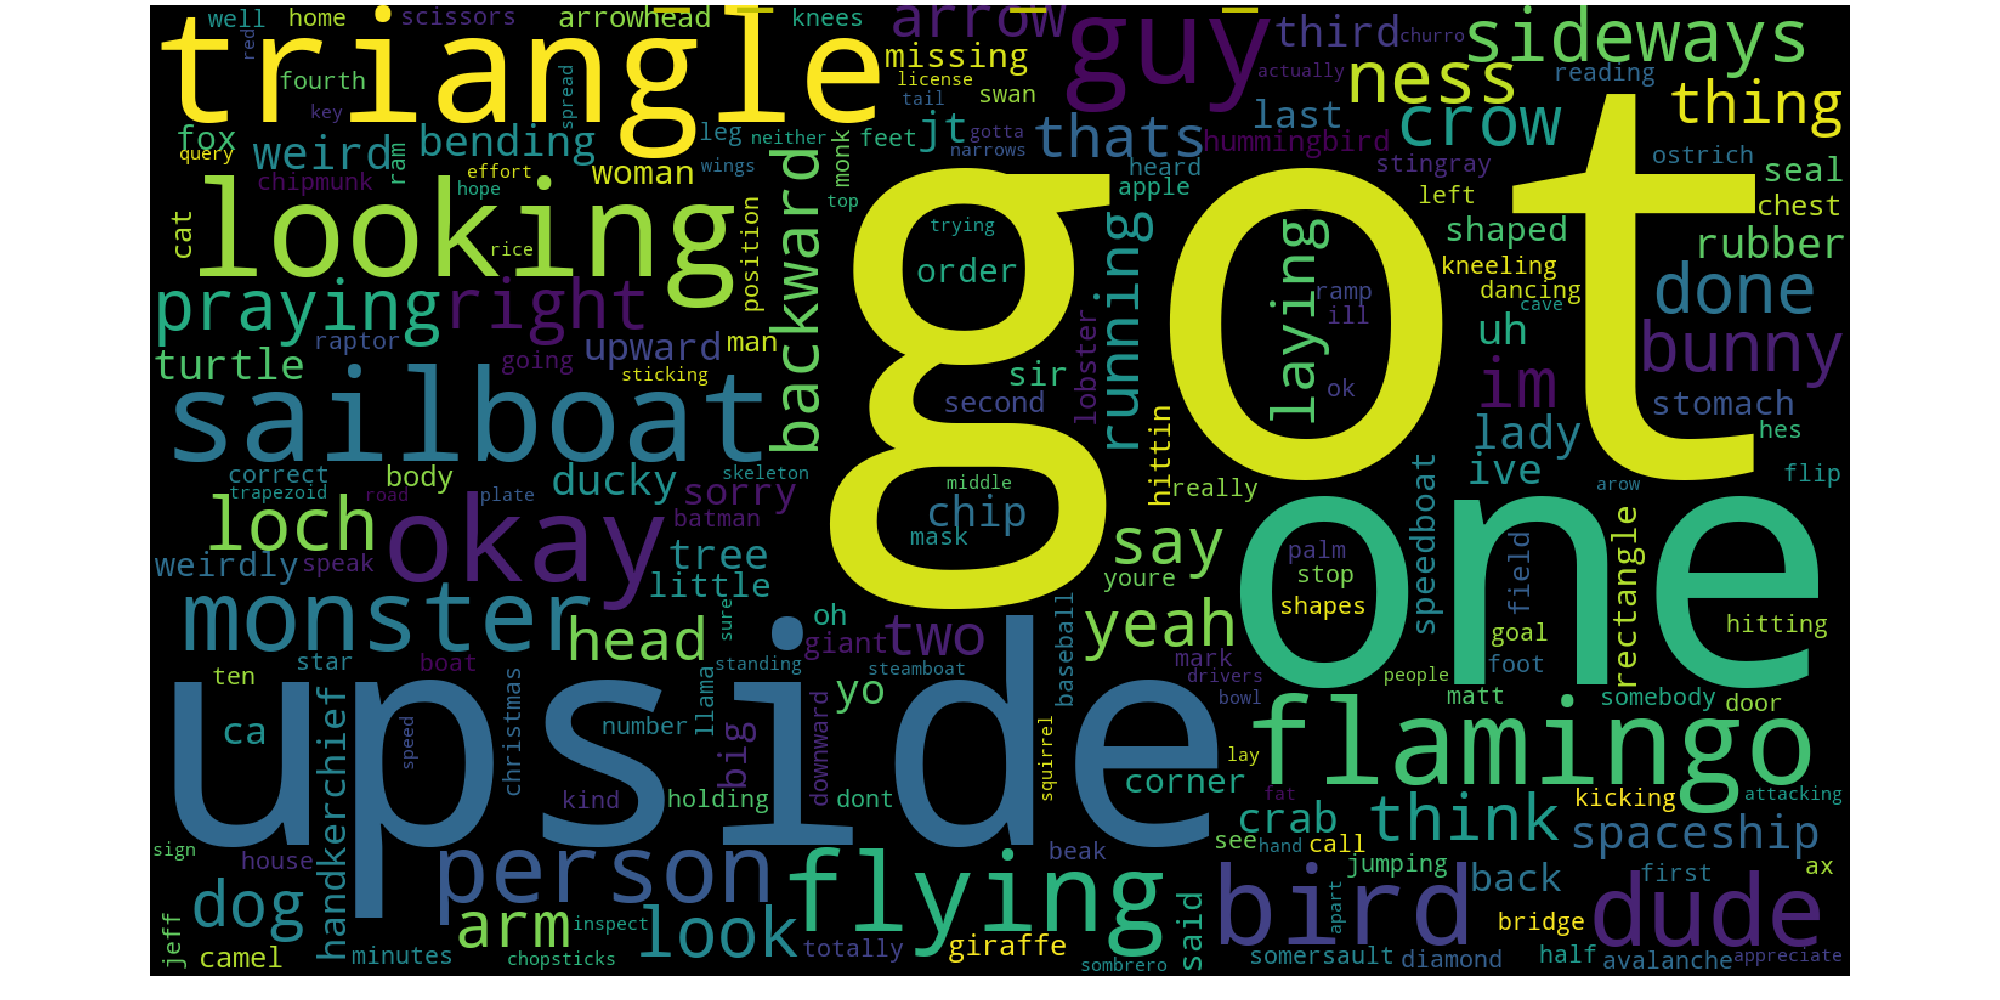 well home scissors arrowhead knees arrow guy third churro sideways
red triangle missing actually ness reading
fourth spread license thing
key tail swan last crow
fox weird bending leg neither monk feet jt gotta thats hummingbird
query ram effort woman wings narrows heard stingray ostrich seal
chipmunk hope top apple left chest
cat looking rice position backward got trying running laying shaped rubber
order kneeling done
praying right ramp dancing cave
raptor upward man lobster ill uh bunny
turtle going sticking sir ok im
sailboat second hittin stomach
lady hes
correct body ducky skeleton middle speedboat ive flip
trapezoid road plate sorry really arow
loch okay batman chip say one rectangle
weirdly speak tree mask palm field
little youre stop
monster sure oh baseball yeah shapes goal hitting
head giant two
star boat standing steamboat mark foot
ten upside christmas llama yo drivers people somebody
handkerchief number downward bowl matt door
ca speed big squirrel flamingo
lay
kind holding dont corner fat kicking attacking
crab think spaceship
sign see hand call
house person flying beak jumping first ax
dog bird back dude
jeff arm inspect look said apart bridge
camel minutes chopsticks totally giraffe sombrero somersault diamond half avalanche appreciate